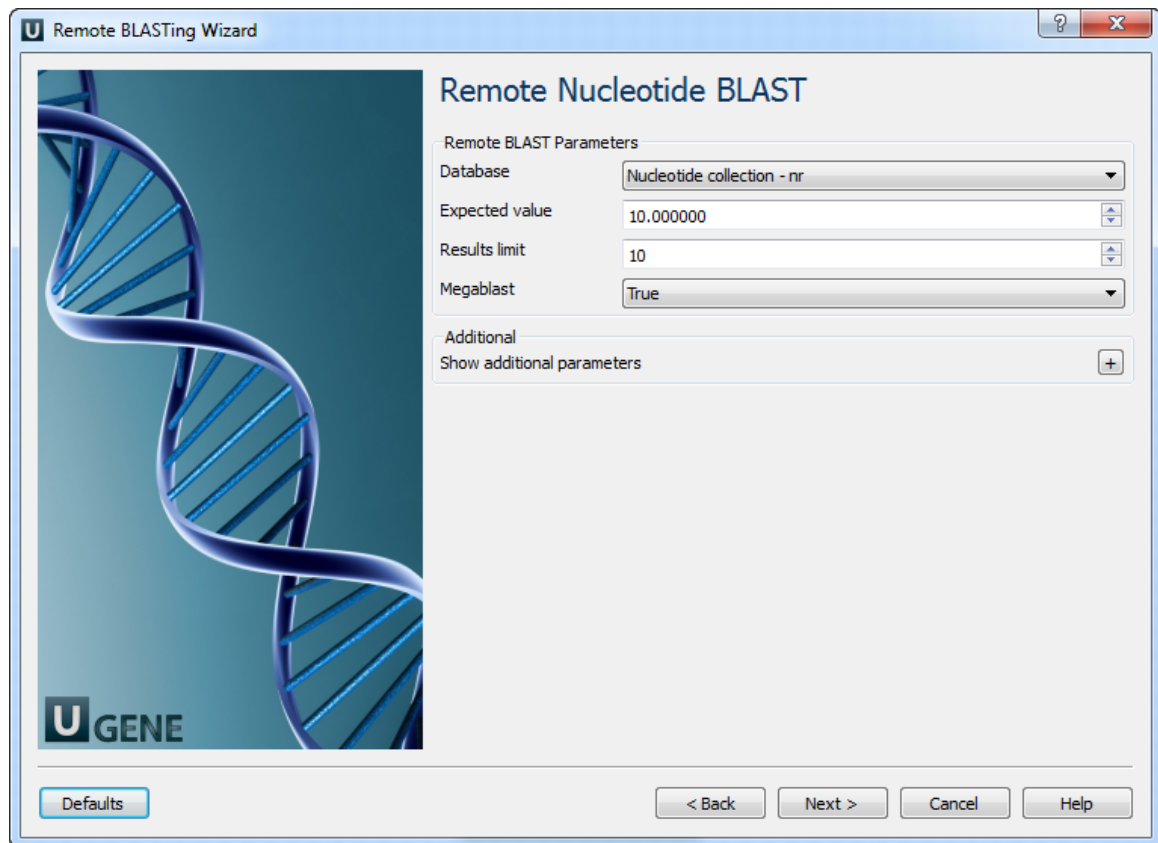 U Remote BLASTing Wizard
Remote Nucleotide BLAST
Remote BLAST Parameters
Database Nucleotide collection - nr
Expected value 10.000000
Results limit 10
Megablast True
Additional
Show additional parameters +
U GENE
Defaults < Back Next > Cancel Help